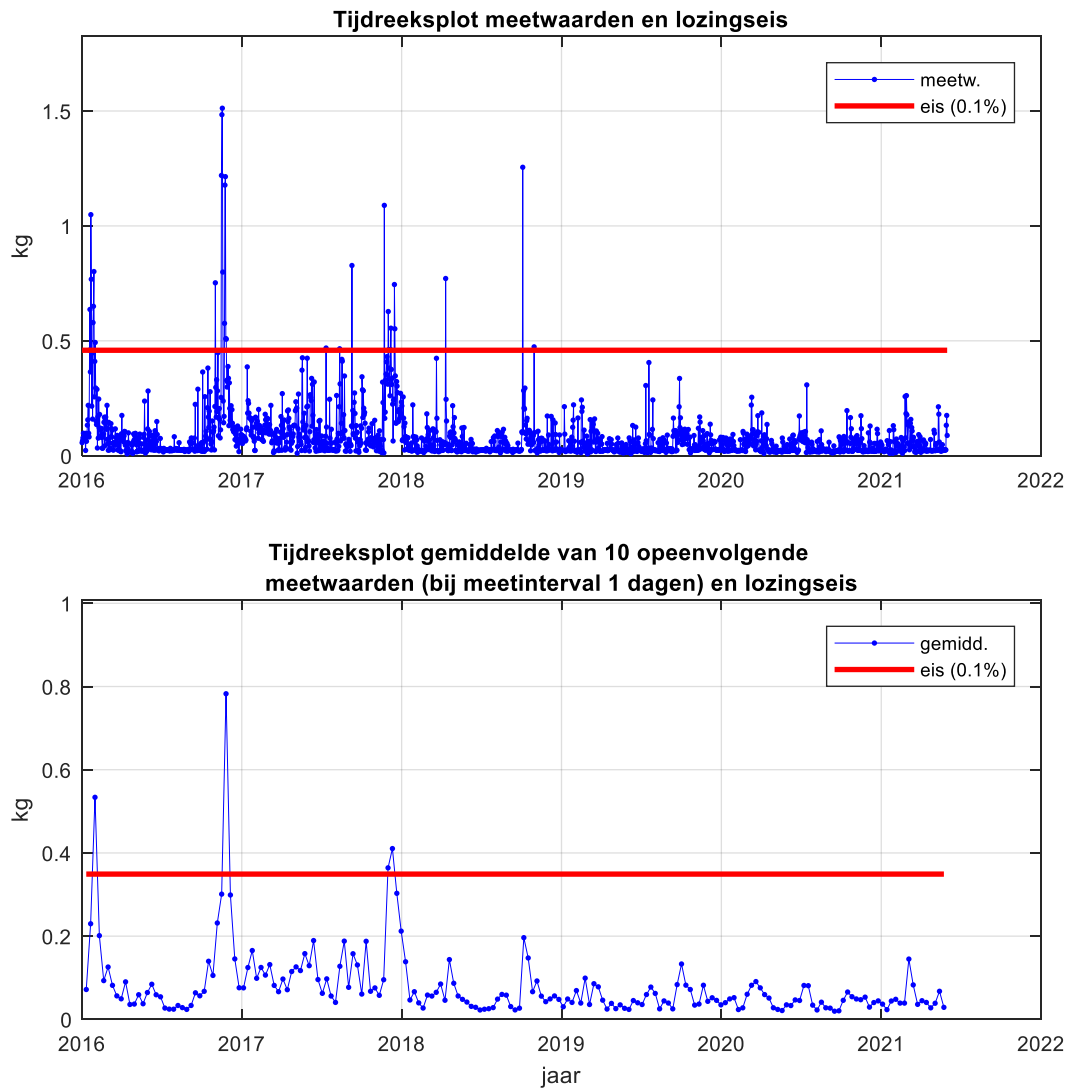 Tijdreeksplot meetwaarden en lozingseis
meetw.
eis (0.1%)
kg
1.5
1
0.5
0
2016 2017 2018 2019 2020 2021 2022
Tijdreeksplot gemiddelde van 10 opeenvolgende
meetwaarden (bij meetinterval 1 dagen) en lozingseis
gemidd.
eis (0.1%)
kg
1
0.8
0.6
0.4
0.2
0
2016 2017 2018 2019 2020 2021 2022
jaar